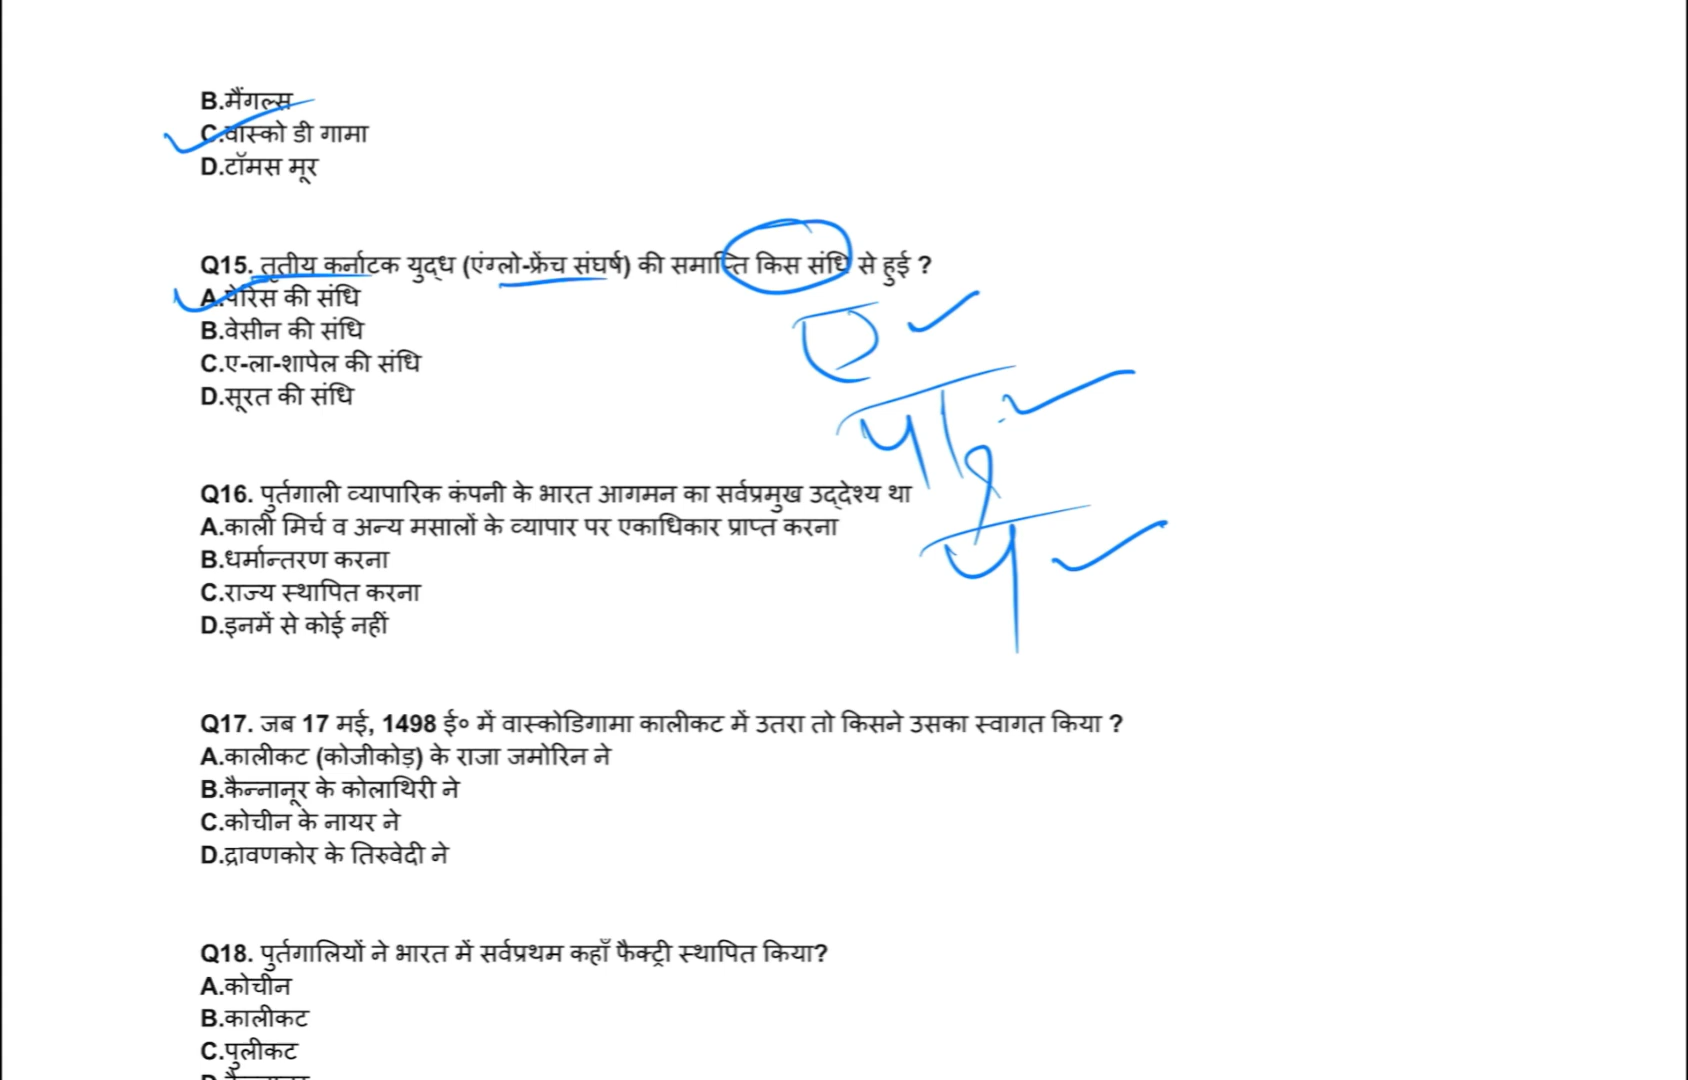 B.मैंगल्स
C.वास्को डी गामा
D.टॉमस मूर
Q15. तृतीय कर्नाटक युद्ध (एंग्लो-फ्रेंच संघर्ष) की समाप्ति किस संधि से हुई ?
A.पेरिस की संधि
B.वेसीन की संधि
C.ए-ला-शापेल की संधि
D.सूरत की संधि
ए
पा
Q16. पुर्तगाली व्यापारिक कंपनी के भारत आगमन का सर्वप्रमुख उद्देश्य था
A.काली मिर्च व अन्य मसालों के व्यापार पर एकाधिकार प्राप्त करना
B.धर्मान्तरण करना
C.राज्य स्थापित करना
D.इनमें से कोई नहीं
Q17. जब 17 मई, 1498 ई० में वास्कोडिगामा कालीकट में उतरा तो किसने उसका स्वागत किया ?
A.कालीकट (कोजीकोड़) के राजा जमोरिन ने
B.कैन्नानूर के कोलाथिरी ने
C.कोचीन के नायर ने
D.द्रावणकोर के तिरुवेदी ने
Q18. पुर्तगालियों ने भारत में सर्वप्रथम कहाँ फैक्ट्री स्थापित किया?
A.कोचीन
B.कालीकट
C.पुलीकट